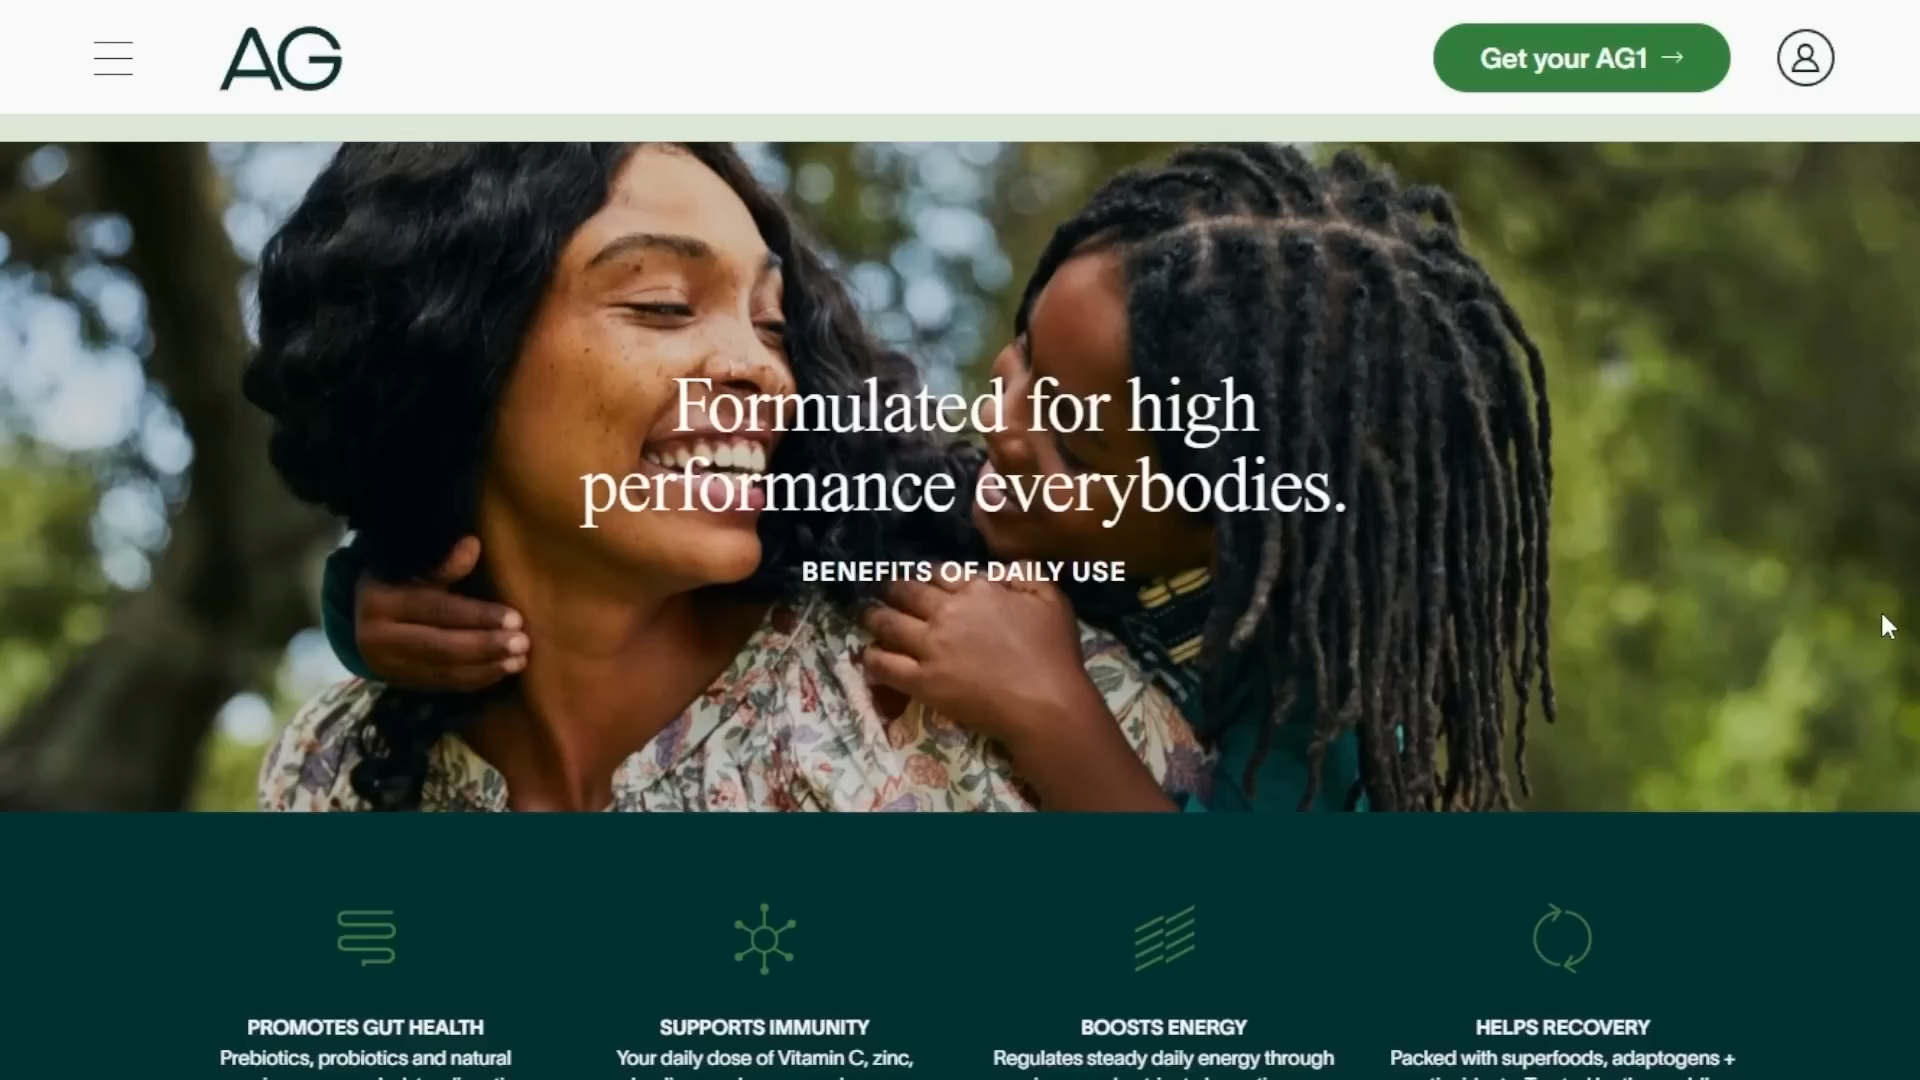 AG
Get your AG1 →
Formulated for high
performance everybodies.
BENEFITS OF DAILY USE
PROMOTES GUT HEALTH
Prebiotics, probiotics and natural
SUPPORTS IMMUNITY
Your daily dose of Vitamin C, zinc,
BOOSTS ENERGY
Regulates steady daily energy through
HELPS RECOVERY
Packed with superfoods, adaptogens +